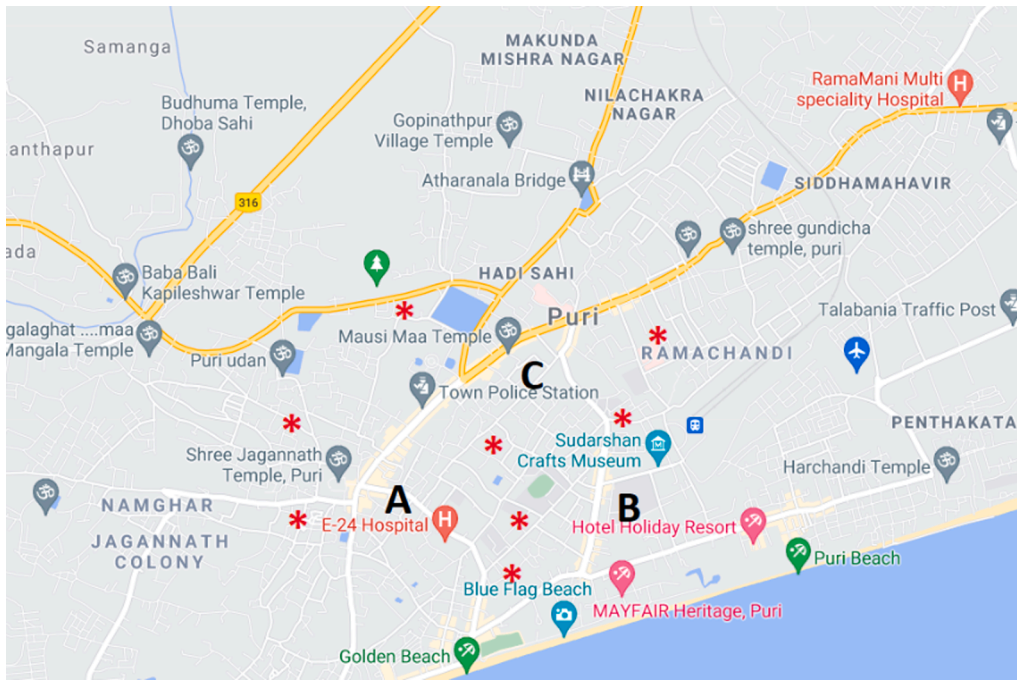 Samanga
MAKUNDA
MISHRA NAGAR
RamaMani Multi
speciality Hospital
H
Budhuma Temple,
Dhoba Sahi
NILACHAKRA
NAGAR
Gopinathpur
Village Temple
anthapur
Atharanala Bridge
SIDDHAMAHAVIR
316
shree gundicha
temple, puri
ada
Baba Bali
Kapileshwar Temple
HADI SAHI
Talabania Traffic Post
Puri
galaghat ....maa
Mangala Temple
Mausi Maa Temple
Puri udan
RAMACHANDI
C
Town Police Station
PENTHAKATA
Shree Jagannath
Temple, Puri
Sudarshan
Crafts Museum
Harchandi Temple
NAMGHAR
A
B
E-24 Hospital
H
Hotel Holiday Resort
JAGANNATH
COLONY
Puri Beach
Blue Flag Beach
MAYFAIR Heritage, Puri
Golden Beach